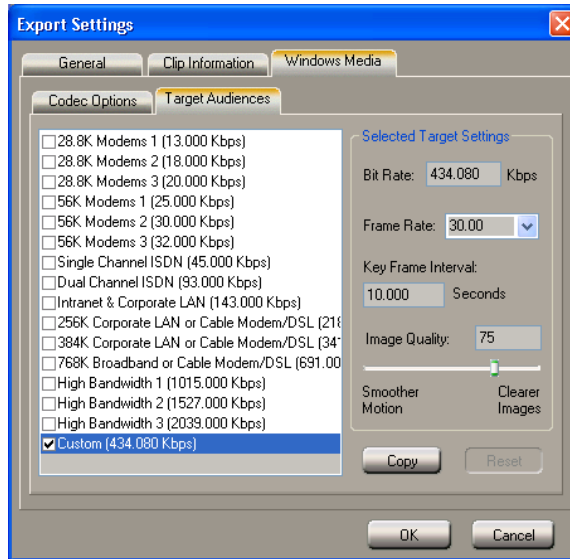 Export Settings
General Clip Information Windows Media
Codec Options Target Audiences
28.8K Modems 1 (13.000 Kbps)
28.8K Modems 2 (18.000 Kbps)
28.8K Modems 3 (20.000 Kbps)
56K Modems 1 (25.000 Kbps)
56K Modems 2 (30.000 Kbps)
56K Modems 3 (32.000 Kbps)
Single Channel ISDN (45.000 Kbps)
Dual Channel ISDN (93.000 Kbps)
Intranet & Corporate LAN (143.000 Kbps)
256K Corporate LAN or Cable Modem/DSL (218
384K Corporate LAN or Cable Modem/DSL (347
768K Broadband or Cable Modem/DSL (691.00
High Bandwidth 1 (1015.000 Kbps)
High Bandwidth 2 (1527.000 Kbps)
High Bandwidth 3 (2039.000 Kbps)
Custom (434.080 Kbps)
Selected Target Settings
Bit Rate: 434.080 Kbps
Frame Rate: 30.00
Key Frame Interval:
10.000 Seconds
Image Quality: 75
Smoother Motion
Clearer Images
Copy Reset
OK Cancel